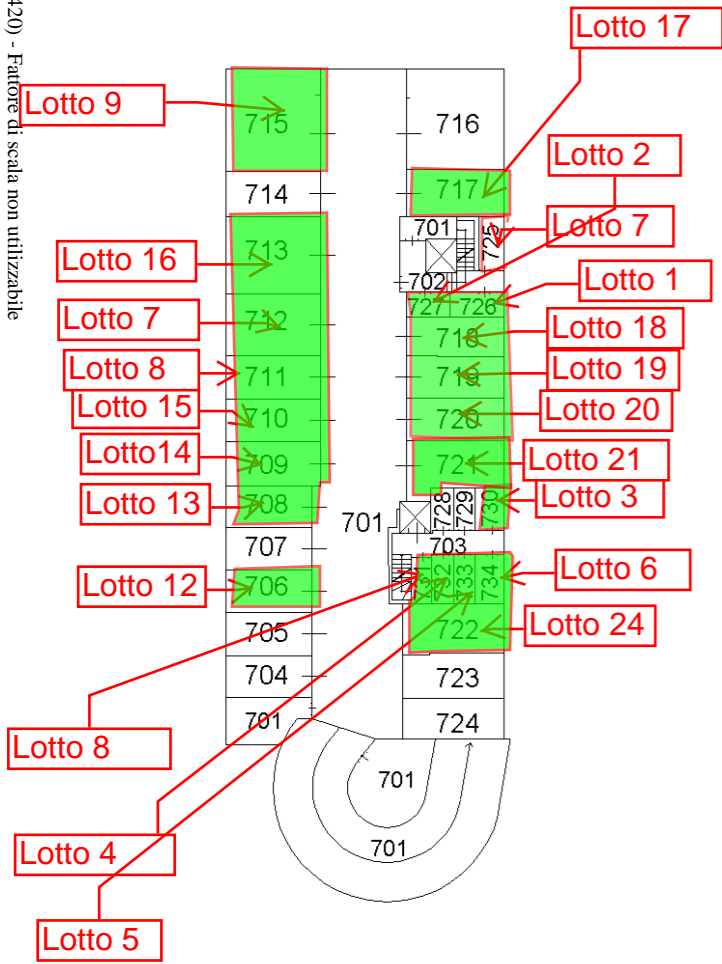 420) - Fattore di scala non utilizzabile
Lotto 17
Lotto 9
715
716
Lotto 2
714
717
Lotto 7
701
725
Lotto 16
713
702
Lotto 1
727
726
Lotto 7
712
718
Lotto 18
Lotto 8
711
719
Lotto 19
Lotto 15
710
720
Lotto 20
Lotto14
709
721
Lotto 21
Lotto 13
708
701
728
729
730
Lotto 3
707
703
Lotto 12
706
731
732
733
734
Lotto 6
705
722
Lotto 24
704
723
701
724
Lotto 8
701
701
Lotto 4
Lotto 5